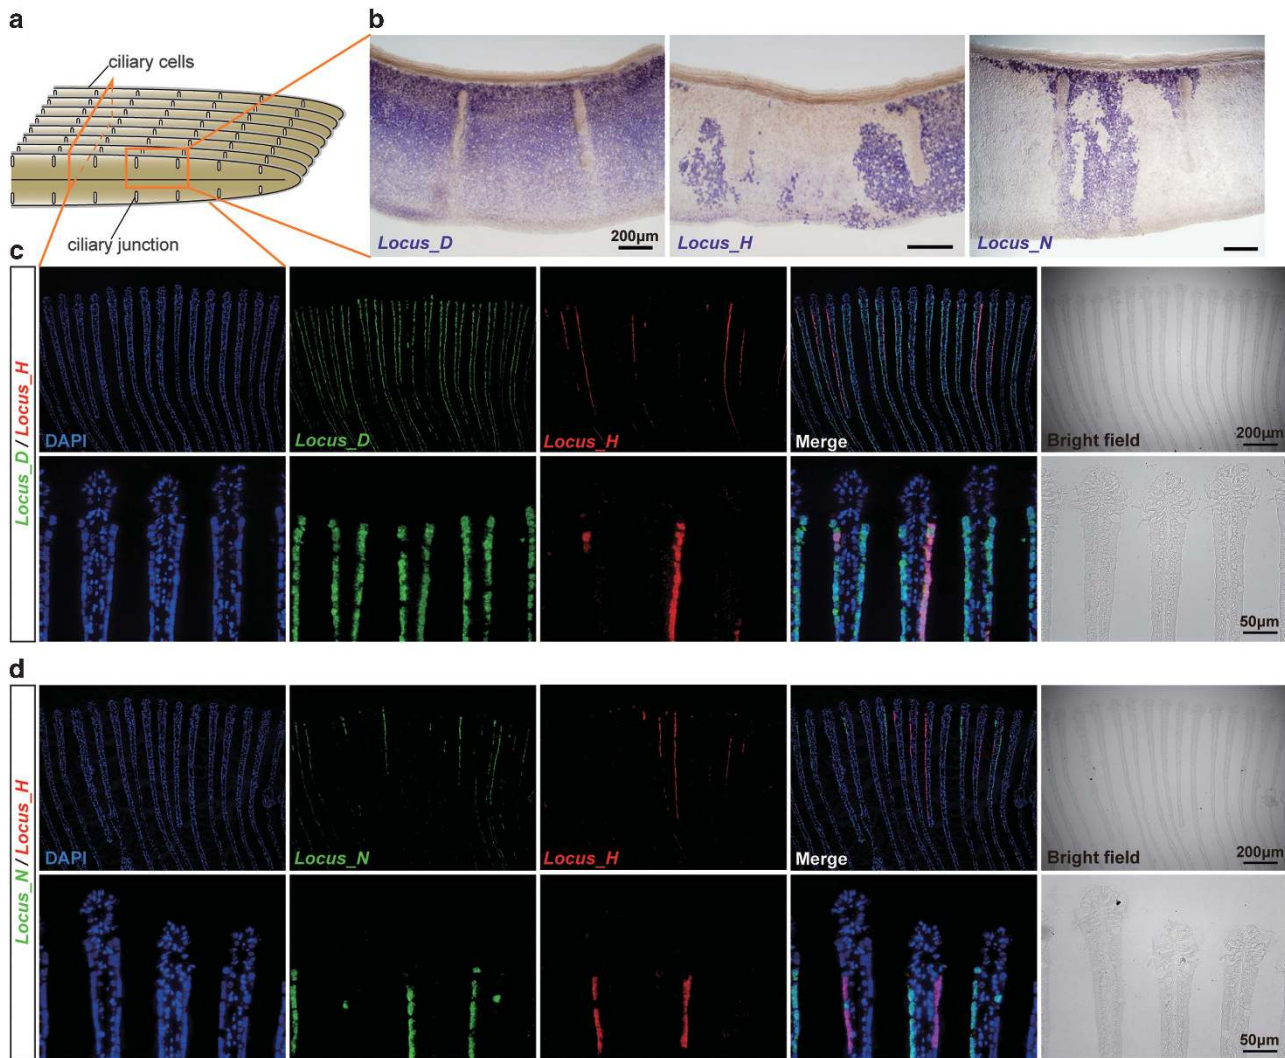 a
ciliary cells
ciliary junction
b
Locus_D
200μm
Locus_H
Locus_N
c
Locus_D / Locus_H
DAPI
Locus_D
Locus_H
Merge
Bright field
200μm
50μm
d
Locus_N / Locus_H
DAPI
Locus_N
Locus_H
Merge
Bright field
200μm
50μm